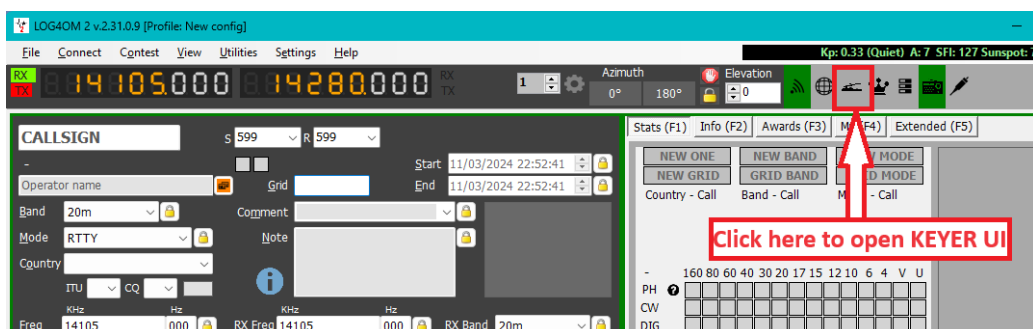 LOG4OM 2 v.2.31.0.9 [Profile: New config]
File Connect Contest View Utilities Settings Help
Kp: 0.33 (Quiet) A: 7 SFI: 127 Sunspot:
RX TX 14105.000 14280.000 RX TX 1 Azimuth 0° 180° Elevation 0
CALLSIGN S 599 R 599
Stats (F1) Info (F2) Awards (F3) (F4) Extended (F5)
-
Start 11/03/2024 22:52:41
NEW ONE NEW BAND MODE
Operator name Grid End 11/03/2024 22:52:41
NEW GRID GRID BAND MODE
Country - Call Band - Call - Call
Band 20m Comment
Click here to open KEYER UI
Mode RTTY Note
Country
- 160 80 60 40 30 20 17 15 12 10 6 4 V U
ITU CQ
PH
CW
KHz Hz KHz Hz
DIG
Freq 14105 000 RX Freq 14105 000 RX Band 20m